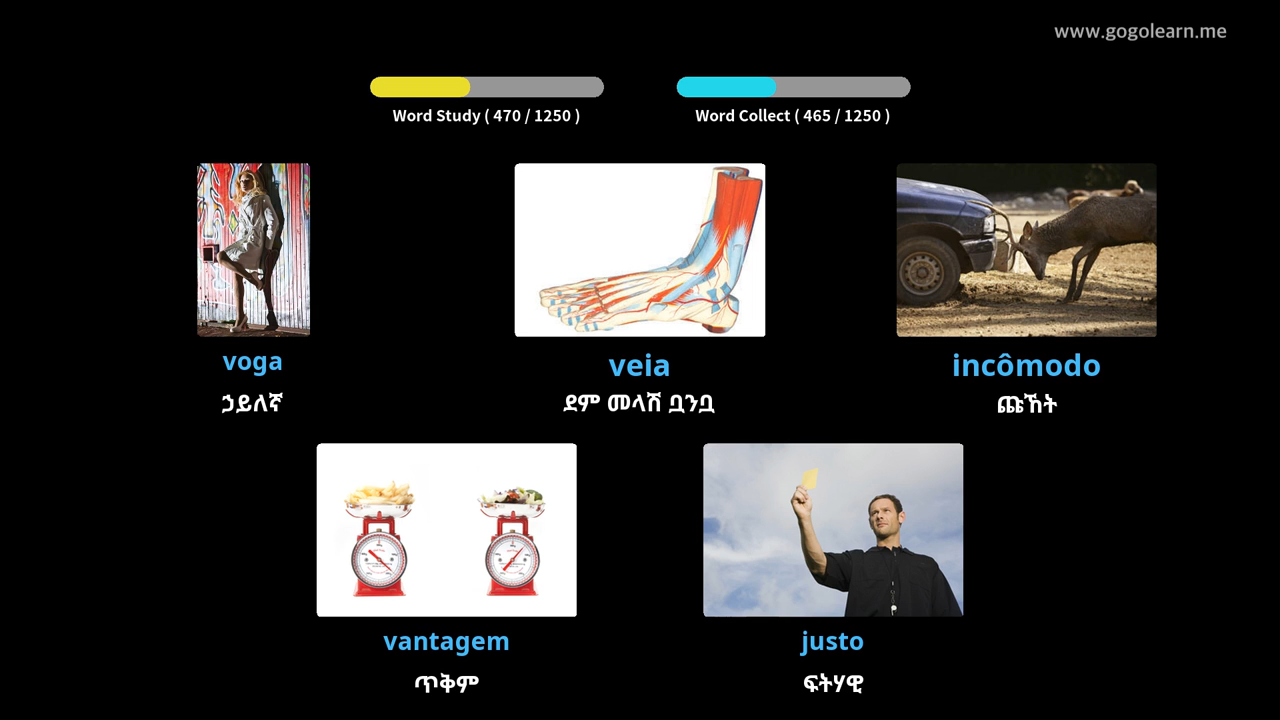 www.gogolearn.me
Word Study ( 470 / 1250 )
Word Collect ( 465 / 1250 )
voga
ኃይለኛ
veia
ደም መላሽ ቧንቧ
incômodo
ጩኸት
vantagem
ጥቅም
justo
ፍትሃዊ